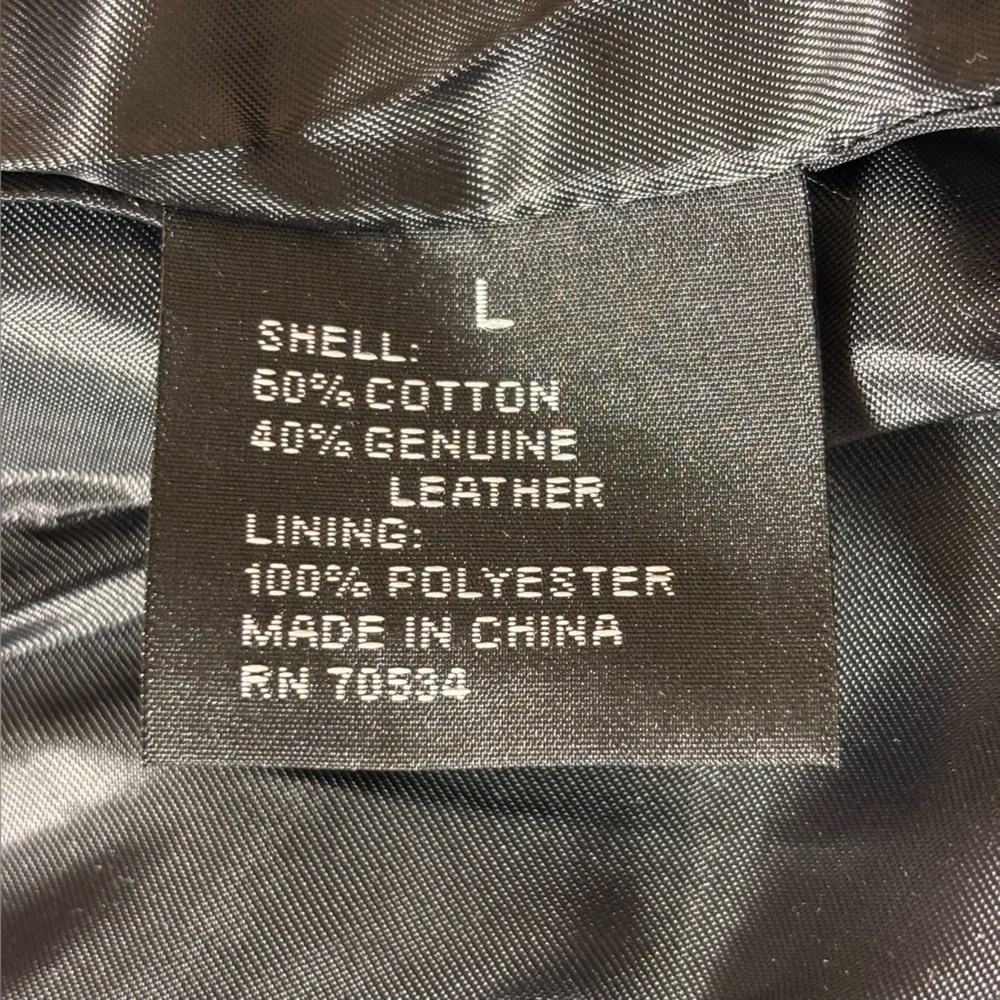 L
SHELL:
60% COTTON
40% GENUINE
LEATHER
LINING:
100% POLYESTER
MADE IN CHINA
RN 70534